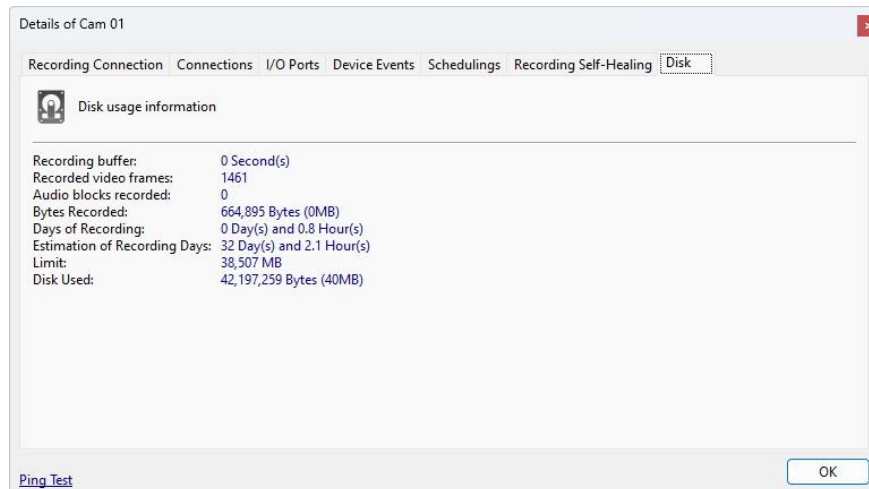 Details of Cam 01
Recording Connection Connections I/O Ports Device Events Schedulings Recording Self-Healing Disk
Disk usage information
Recording buffer: 0 Second(s)
Recorded video frames: 1461
Audio blocks recorded: 0
Bytes Recorded: 664,895 Bytes (0MB)
Days of Recording: 0 Day(s) and 0.8 Hour(s)
Estimation of Recording Days: 32 Day(s) and 2.1 Hour(s)
Limit: 38,507 MB
Disk Used: 42,197,259 Bytes (40MB)
Ping Test OK